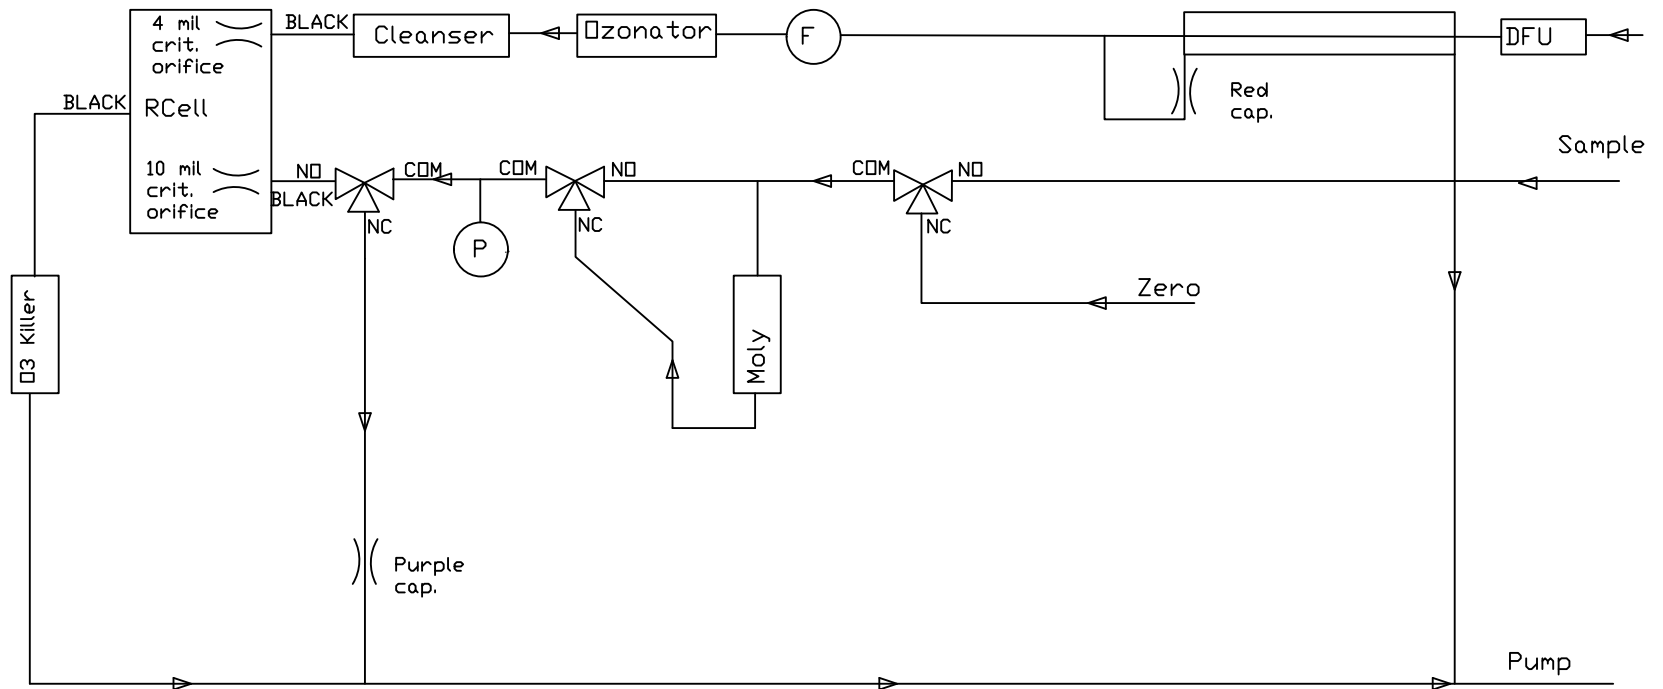 4 mil
crit.
orifice
BLACK
Cleanser
Ozonator
F
DFU
Red
cap.
BLACK
RCell
Sample
10 mil
crit.
orifice
NO
BLACK
COM
COM
NO
COM
NO
NC
P
NC
NC
Zero
O3 Killer
Moly
Purple
cap.
Pump